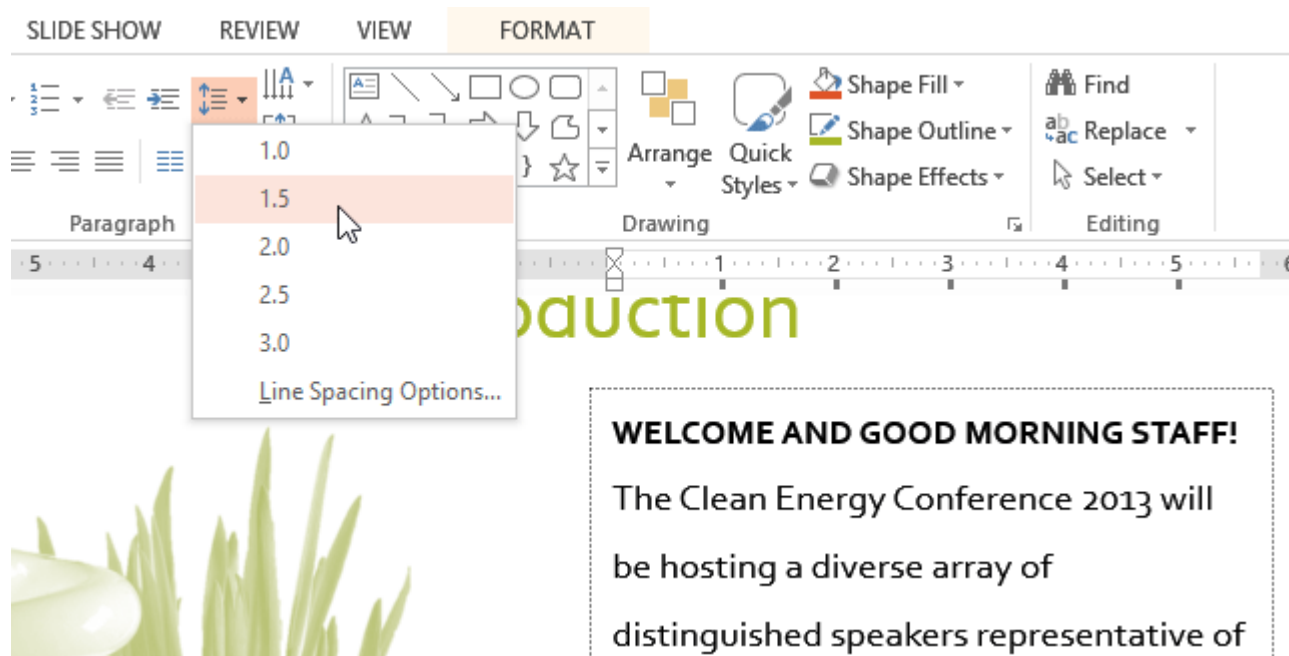 SLIDE SHOW REVIEW VIEW FORMAT
Shape Fill Find
Shape Outline Replace
Arrange Quick Styles Shape Effects Select
Paragraph Drawing Editing
1.0
1.5
2.0
2.5
3.0
Line Spacing Options...
5 4 1 2 3 4 5 6
oduction
WELCOME AND GOOD MORNING STAFF!
The Clean Energy Conference 2013 will
be hosting a diverse array of
distinguished speakers representative of